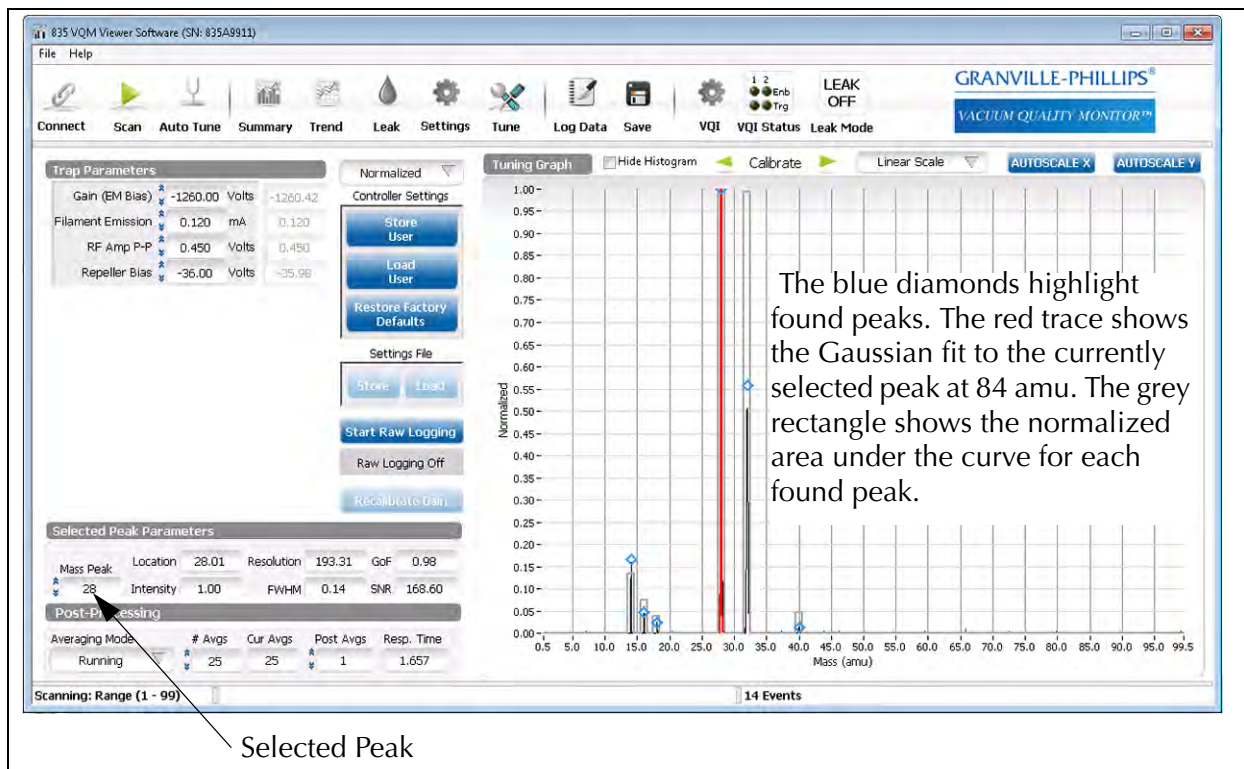 835 VQM Viewer Software (SN: 835A9911)
File Help
Connect Scan Auto Tune Summary Trend Leak Settings Tune Log Data Save VQI VQI Status Leak Mode
1 2
Enb
Trg
LEAK
OFF
GRANVILLE-PHILLIPS®
VACUUM QUALITY MONITOR™
Trap Parameters
Gain (EM Bias) -1260.00 Volts -1260.42
Filament Emission 0.120 mA 0.120
RF Amp P-P 0.450 Volts 0.450
Repeller Bias -36.00 Volts -35.98
Normalized
Controller Settings
Store
User
Load
User
Restore Factory
Defaults
Settings File
Store Load
Start Raw Logging
Raw Logging Off
Recalibrate Gain
Selected Peak Parameters
Mass Peak
28
Location 28.01 Resolution 193.31 GoF 0.98
Intensity 1.00 FWHM 0.14 SNR 168.60
Post-Processing
Averaging Mode # Avgs Cur Avgs Post Avgs Resp. Time
Running 25 25 1 1.657
Tuning Graph Hide Histogram Calibrate Linear Scale AUTOSCALE X AUTOSCALE Y
Normalized
1.00
0.95
0.90
0.85
0.80
0.75
0.70
0.65
0.60
0.55
0.50
0.45
0.40
0.35
0.30
0.25
0.20
0.15
0.10
0.05
0.00
0.5 5.0 10.0 15.0 20.0 25.0 30.0 35.0 40.0 45.0 50.0 55.0 60.0 65.0 70.0 75.0 80.0 85.0 90.0 95.0 99.5
Mass (amu)
The blue diamonds highlight
found peaks. The red trace shows
the Gaussian fit to the currently
selected peak at 84 amu. The grey
rectangle shows the normalized
area under the curve for each
found peak.
Scanning: Range (1 - 99) 14 Events
Selected Peak